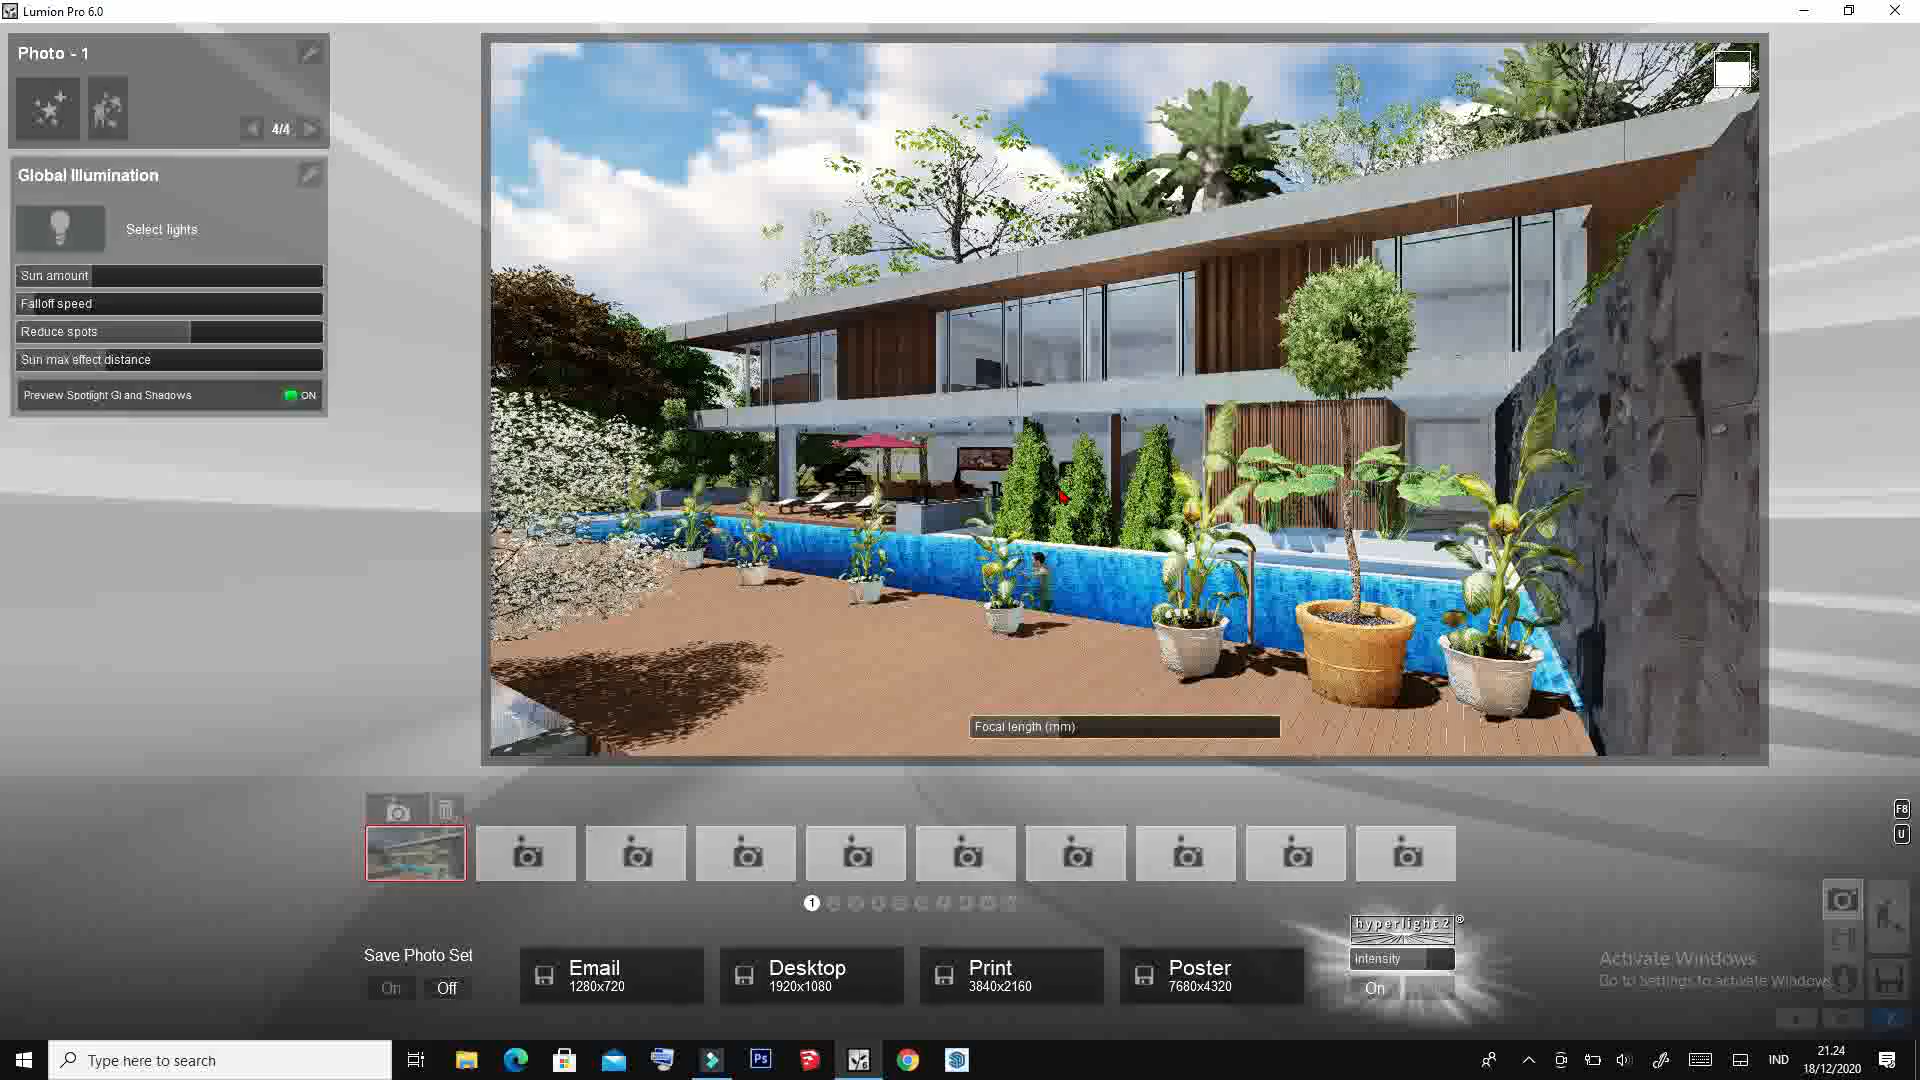 Lumion Pro 6.0
Photo - 1
4/4
Global Illumination
Select lights
Sun amount
Falloff speed
Reduce spots
Sun max effect distance
Preview Spotlight GI and Shadows
ON
Focal length (mm)
F8
U
1
Save Photo Set
On
Off
Email
1280x720
Desktop
1920x1080
Print
3840x2160
Poster
7680x4320
hyperlight 2 ®
Intensity
On
Activate Windows
Go to Settings to activate Windows.
Type here to search
Ps
6
IND
21.24
18/12/2020